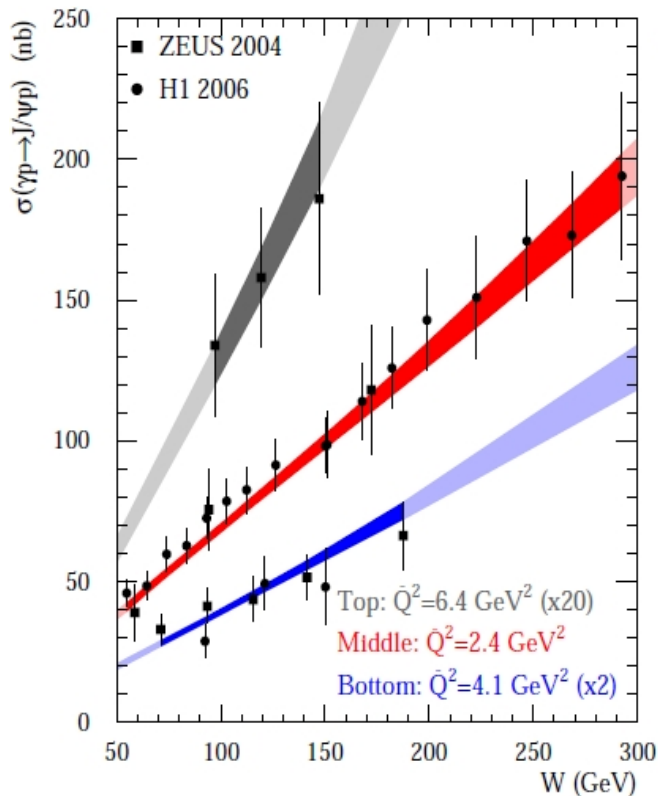 250
200
150
100
50
0
σ(γp→J/ψp) (nb)
ZEUS 2004
H1 2006
Top: Q̄²=6.4 GeV² (x20)
Middle: Q̄²=2.4 GeV²
Bottom: Q̄²=4.1 GeV² (x2)
50 100 150 200 250 300
W (GeV)